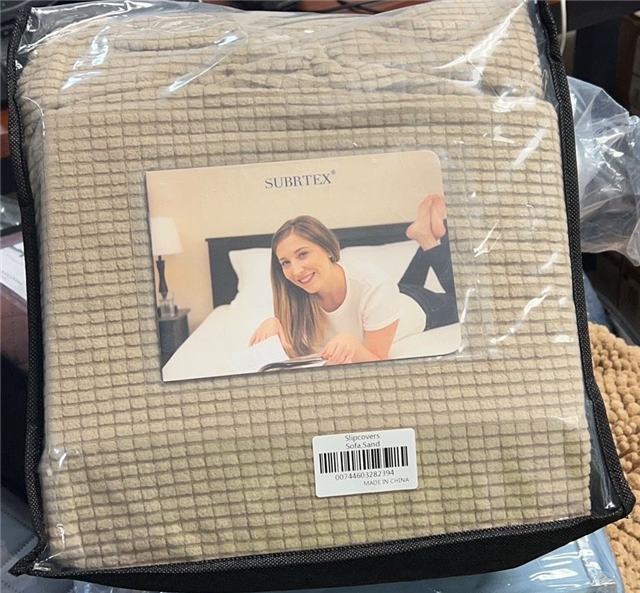 SUBRTEX®
Slipcovers
Sofa,Sand
00744603282394
MADE IN CHINA